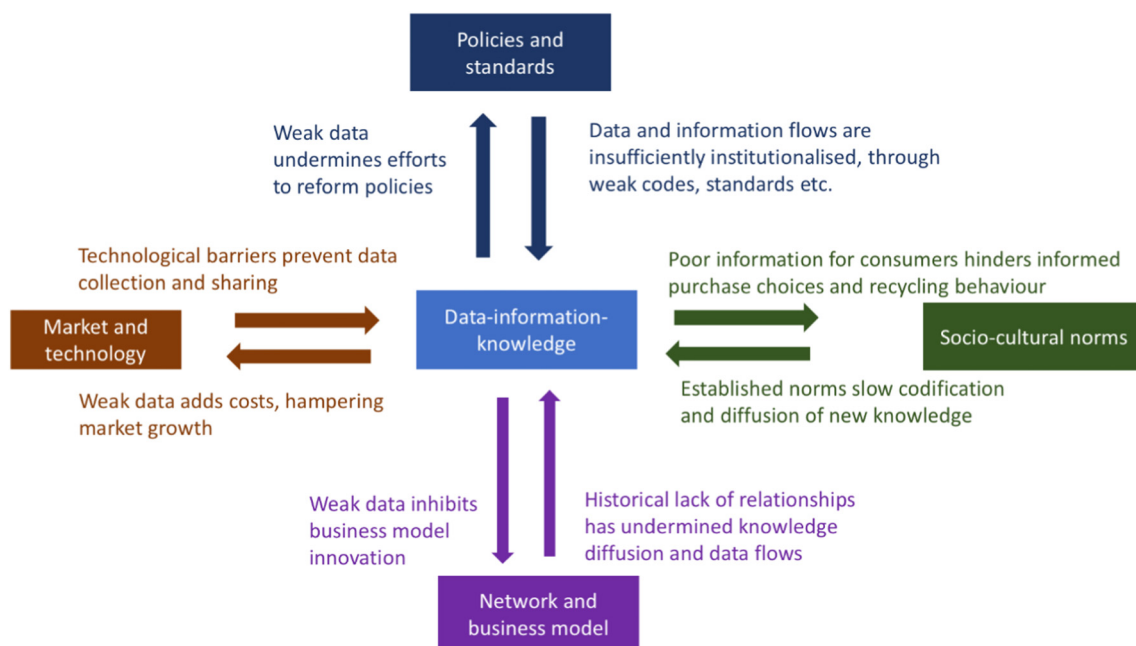 Policies and
standards
Weak data
undermines efforts
to reform policies
Data and information flows are
insufficiently institutionalised, through
weak codes, standards etc.
Technological barriers prevent data
collection and sharing
Poor information for consumers hinders informed
purchase choices and recycling behaviour
Market and
technology
Data-information-
knowledge
Socio-cultural norms
Weak data adds costs, hampering
market growth
Established norms slow codification
and diffusion of new knowledge
Weak data inhibits
business model
innovation
Historical lack of relationships
has undermined knowledge
diffusion and data flows
Network and
business model